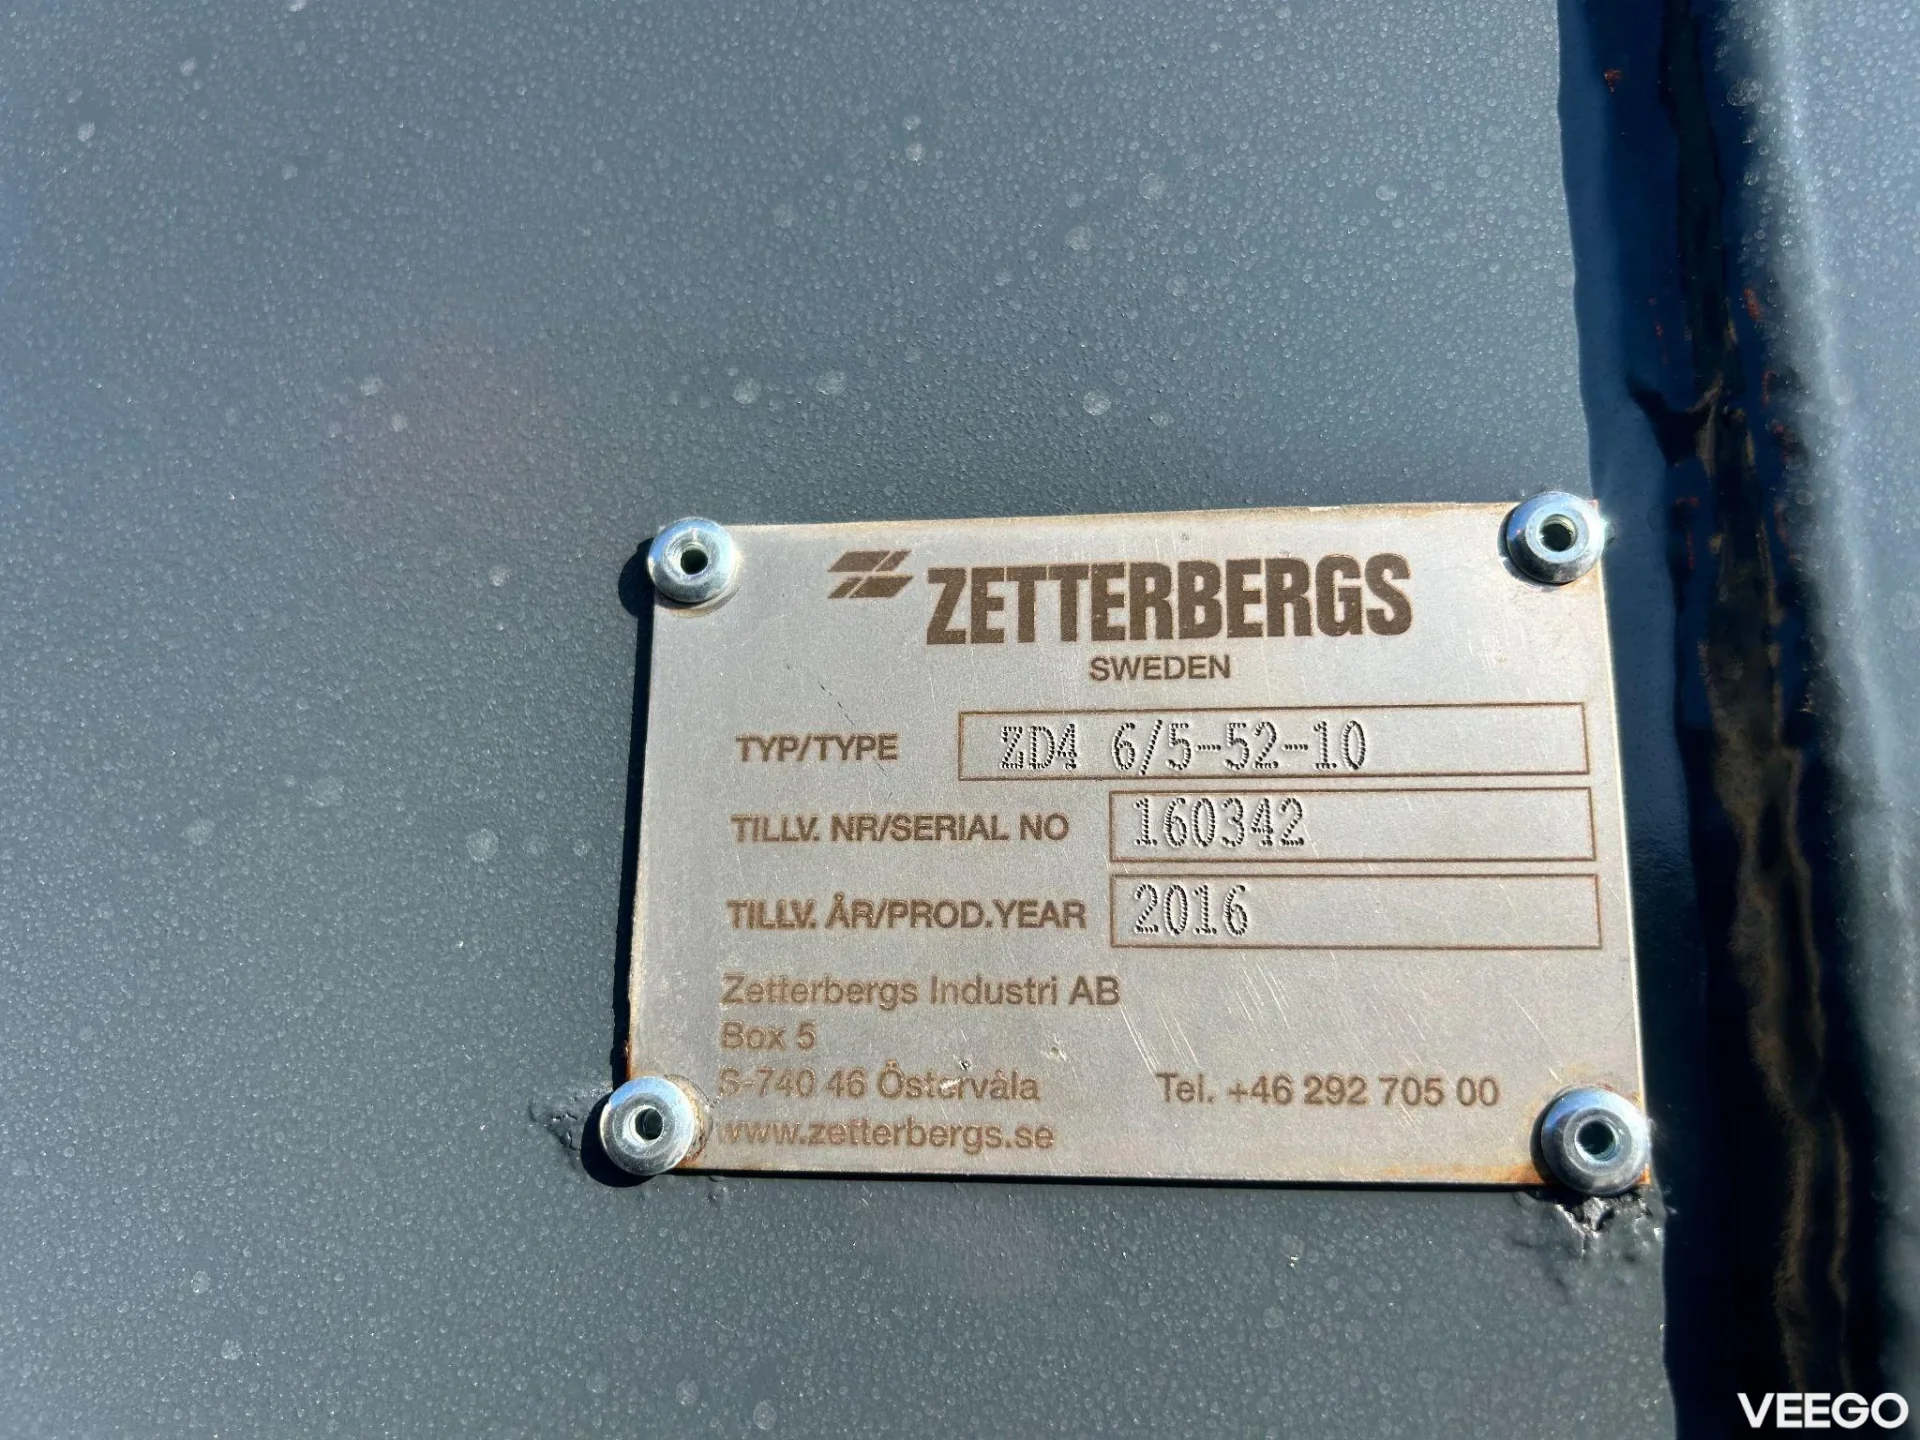 ZETTERBERGS
SWEDEN
TYP/TYPE ZD4 6/5-52-10
TILLV. NR/SERIAL NO 160342
TILLV. ÅR/PROD.YEAR 2016
Zetterbergs Industri AB
Box 5
S-740 46 Östervåla Tel. +46 292 705 00
www.zetterbergs.se
VEEGO